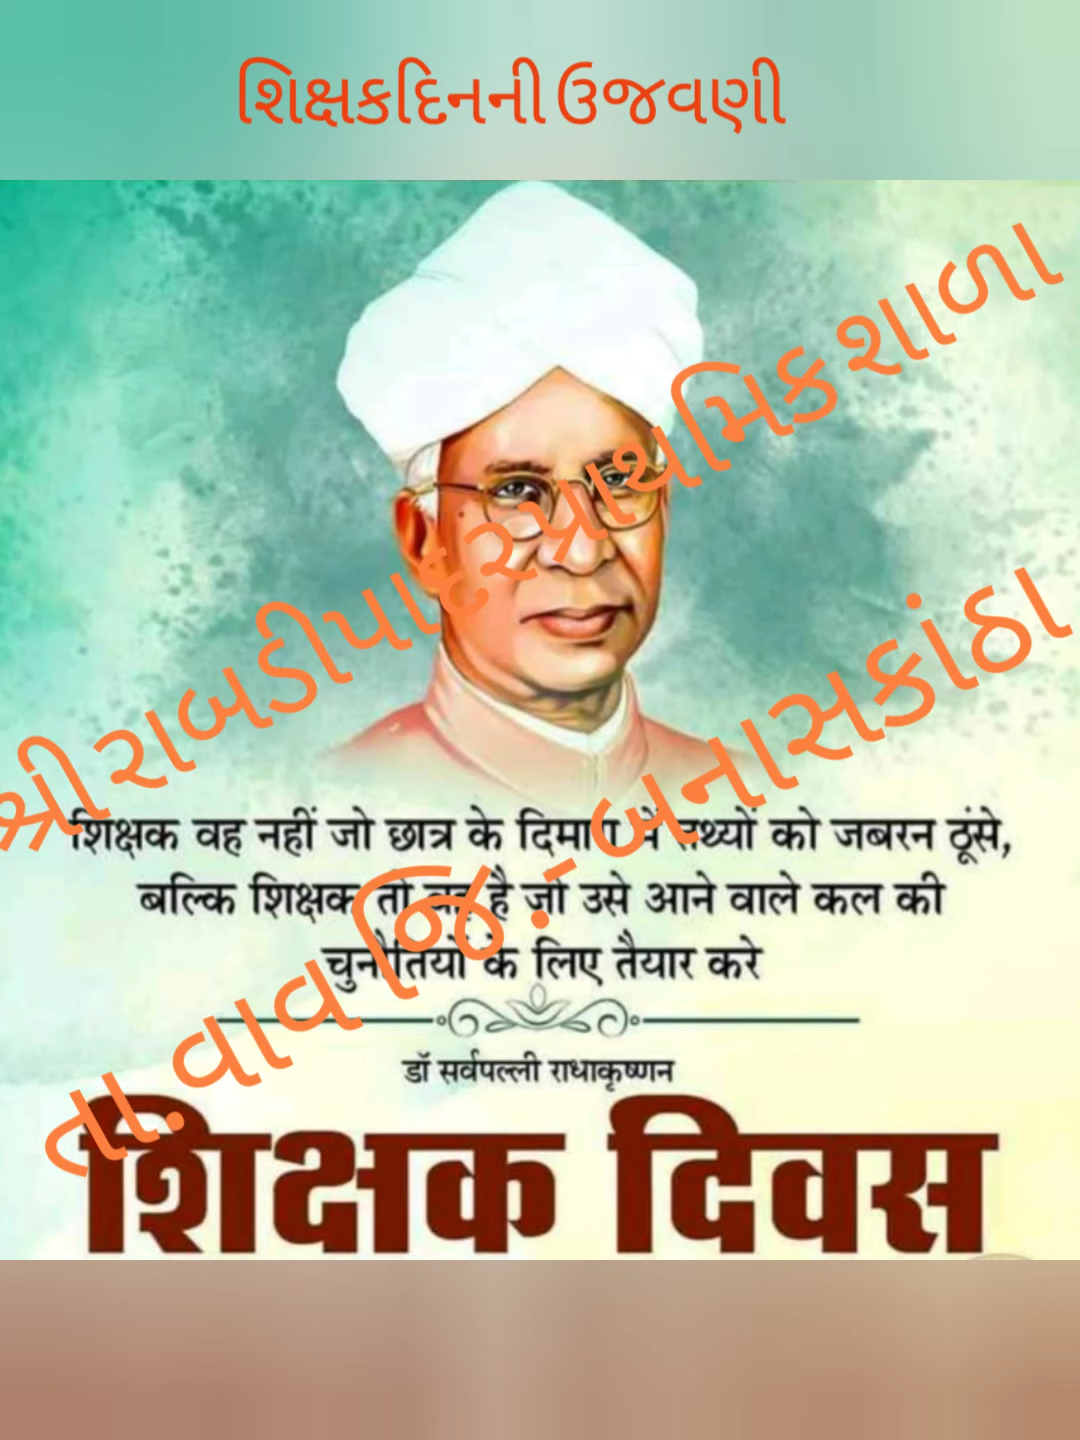 શિક્ષકદિનની ઉજવણી
શ્રી રાબડીપાદર પ્રાથમિક શાળા
शिक्षक वह नहीं जो छात्र के दिमाग में तथ्यों को जबरन ठूंसे,
बल्कि शिक्षक तो वह है जो उसे आने वाले कल की
चुनौतियों के लिए तैयार करे
डॉ सर्वपल्ली राधाकृष्णन
તા.વાવ જિ:-બનાસકાંઠા
शिक्षक दिवस